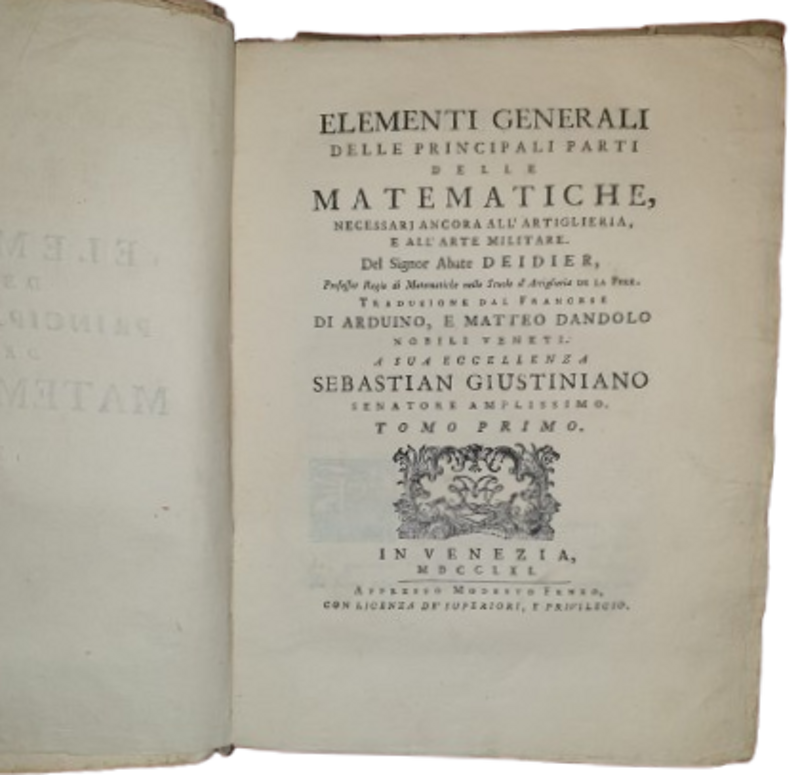 ELEMENTI GENERALI
DELLE PRINCIPALI PARTI
DELLE
MATEMATICHE,
NECESSARJ ANCORA ALL'ARTIGLIERIA,
E ALL'ARTE MILITARE.
Del Signor Abate DEIDIER,
Professor Regio di Matematiche nelle Scuole d'Artiglieria DE LA FERE.
TRADUZIONE DAL FRANCESE
DI ARDUINO, E MATTEO DANDOLO
NOBILI VENETI.
A SUA ECCELLENZA
SEBASTIAN GIUSTINIANO
SENATORE AMPLISSIMO.
TOMO PRIMO.
IN VENEZIA,
MDCCLXI.
APPRESSO MODESTO FENZO,
CON LICENZA DE' SUPERIORI, E PRIVILEGIO.